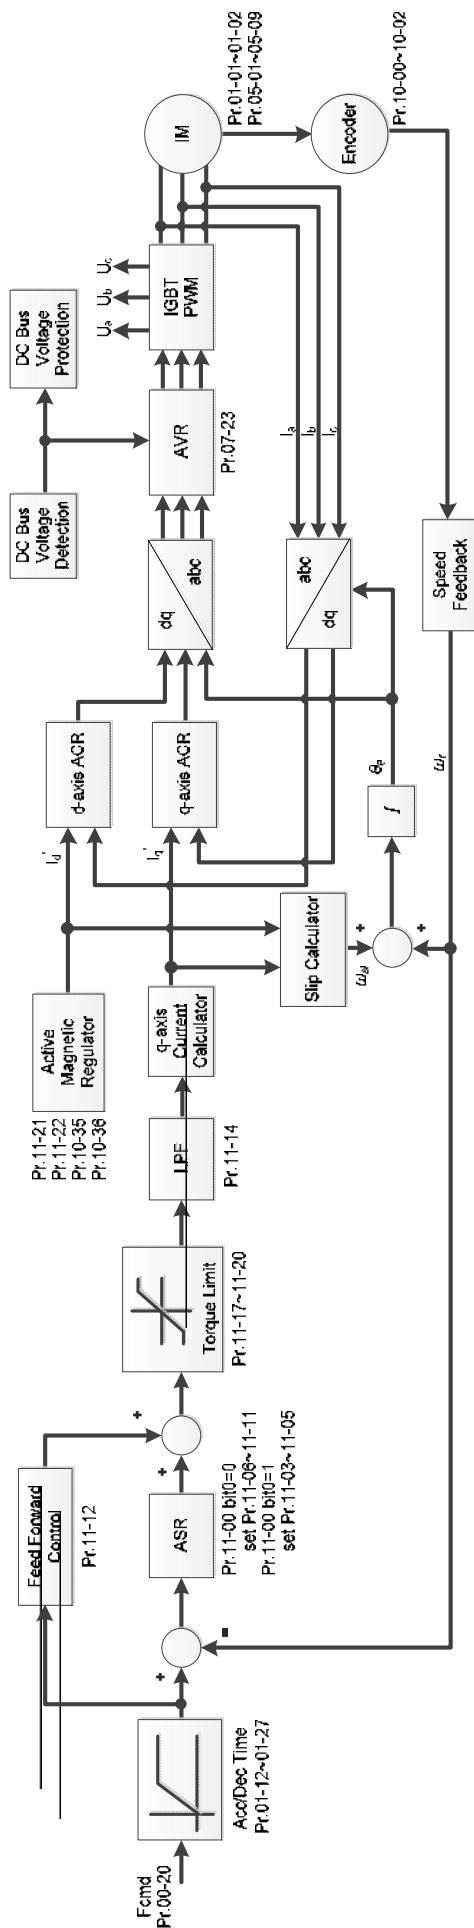 Fcmd
Pr.00-20
Acc/Dec Time
Pr.01-12~01-27
Feed Forward
Control
Pr.11-12
+
-
+
+
ASR
Pr.11-00 bit0=0
set Pr.11-06~11-11
Pr.11-00 bit0=1
set Pr.11-03~11-05
Torque Limit
Pr.11-17~11-20
LPF
Pr.11-14
Pr.11-21
Pr.11-22
Pr.10-35
Pr.10-36
Active
Magnetic
Regulator
q-axis
Current
Calculator
Id'
Iq'
Slip Calculator
+
+
∫
θe
ωr
d-axis ACR
q-axis ACR
dq
abc
abc
dq
DC Bus
Voltage
Detection
DC Bus
Voltage
Protection
AVR
Pr.07-23
Ua
Ub
Uc
IGBT
PWM
Ia
Ib
Ic
IM
Pr.01-01~01-02
Pr.05-01~05-09
Encoder
Pr.10-00~10-02
Speed
Feedback